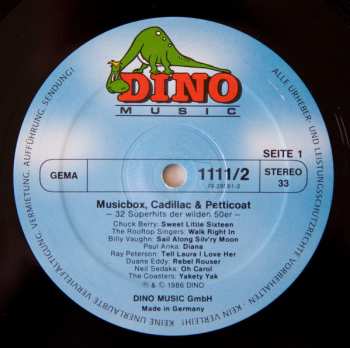 DINO
MUSIC
SEITE 1
GEMA
1111/2
STEREO
33
Musicbox, Cadillac & Petticoat
— 32 Superhits der wilden 50er —
Chuck Berry: Sweet Little Sixteen
The Rooftop Singers: Walk Right In
Billy Vaughn: Sail Along Silv'ry Moon
Paul Anka: Diana
Ray Peterson: Tell Laura I Love Her
Duane Eddy: Rebel Rouser
Neil Sedaka: Oh Carol
The Coasters: Yakety Yak
℗ & © 1986 DINO
DINO MUSIC GmbH
Made in Germany
ALLE URHEBER- UND LEISTUNGSSCHUTZRECHTE VORBEHALTEN · KEIN VERLEIH! KEINE UNERLAUBTE VERVIELFÄLTIGUNG, VERMIETUNG, AUFFÜHRUNG, SENDUNG!